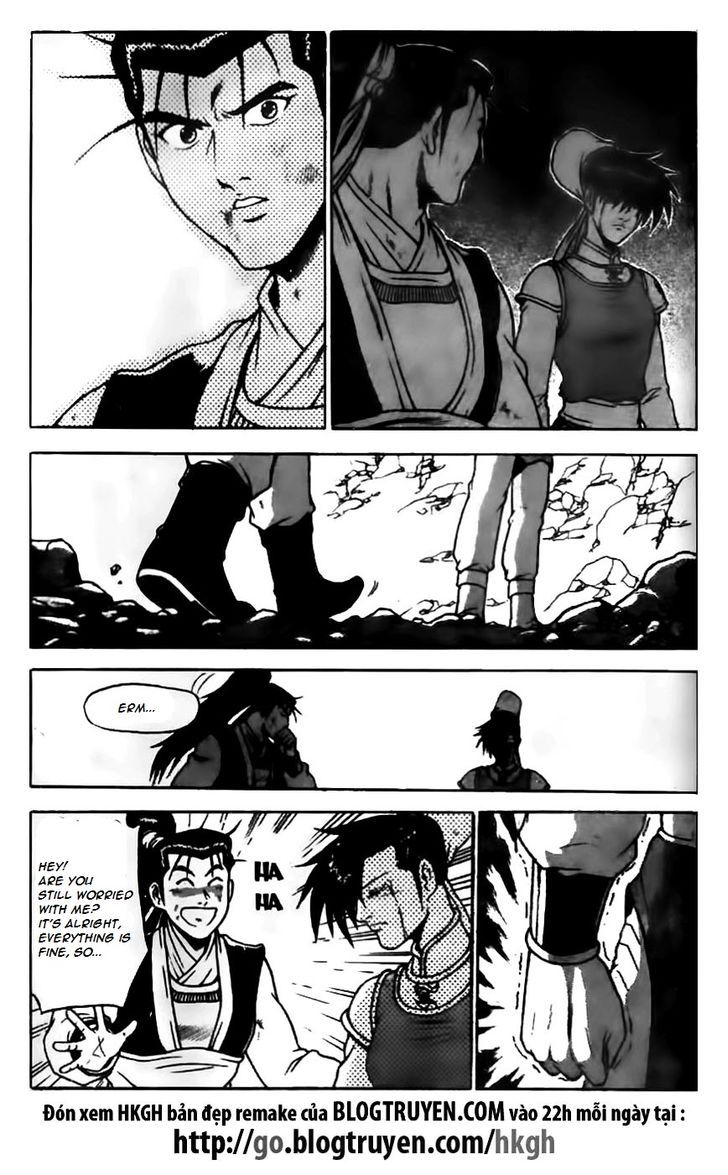 ERM...
HEY!
ARE YOU
STILL WORRIED
WITH ME?
IT'S ALRIGHT,
EVERYTHING IS
FINE, SO...
HA
HA
Đón xem HKGH bản đẹp remake của BLOGTRUYEN.COM vào 22h mỗi ngày tại :
http://go.blogtruyen.com/hkgh